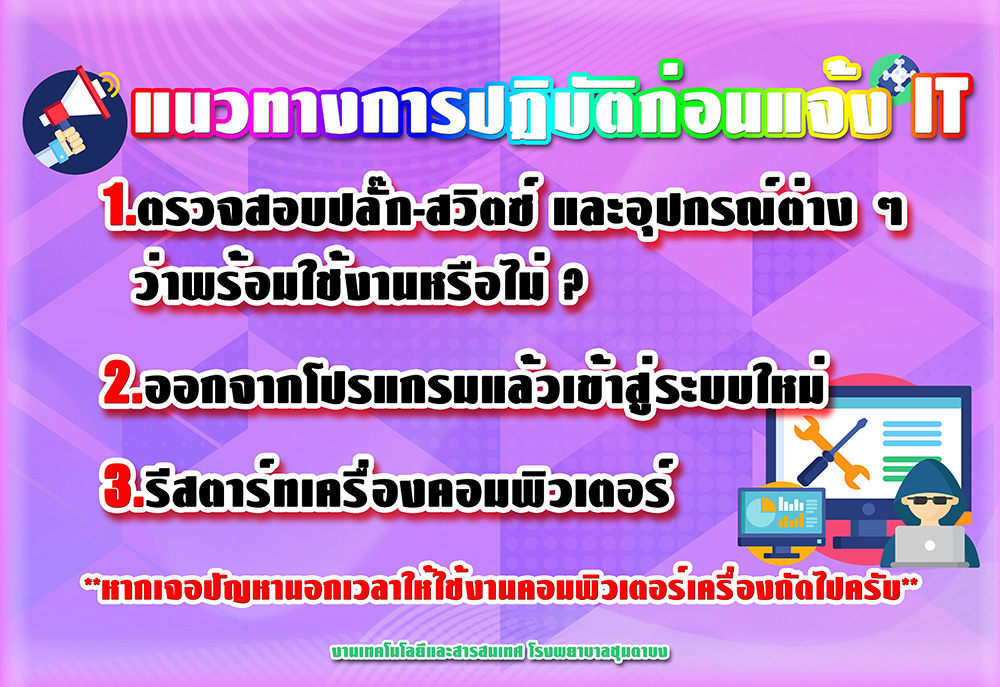 แนวทางการปฏิบัติก่อนแจ้ง IT
1.ตรวจสอบปลั๊ก-สวิตซ์ และอุปกรณ์ต่าง ๆ
ว่าพร้อมใช้งานหรือไม่ ?
2.ออกจากโปรแกรมแล้วเข้าสู่ระบบใหม่
3.รีสตาร์ทเครื่องคอมพิวเตอร์
**หากเจอปัญหานอกเวลาให้ใช้งานคอมพิวเตอร์เครื่องถัดไปครับ**
งานเทคโนโลยีและสารสนเทศ โรงพยาบาลชุมตาบง